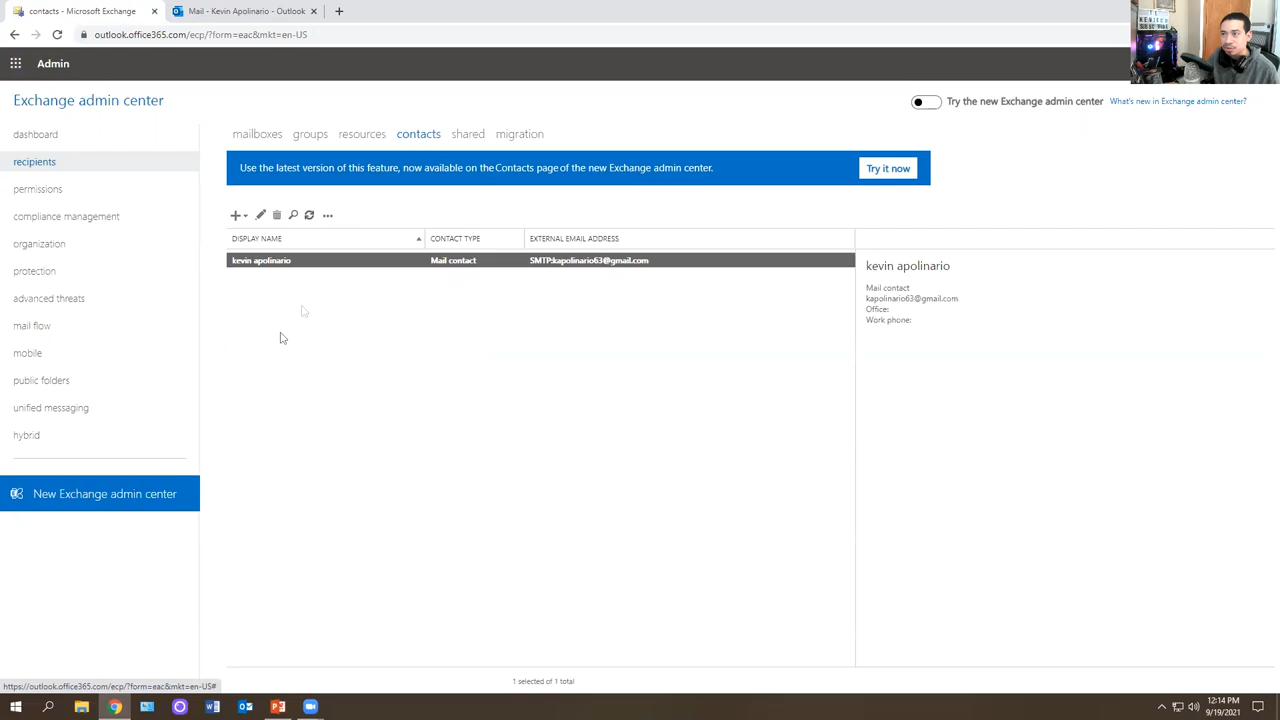 contacts - Microsoft Exchange
Mail - Kevin Apolinario - Outlook
outlook.office365.com/ecp/?form=eac&mkt=en-US
Admin
Exchange admin center
Try the new Exchange admin center
What's new in Exchange admin center?
dashboard
recipients
permissions
compliance management
organization
protection
advanced threats
mail flow
mobile
public folders
unified messaging
hybrid
New Exchange admin center
mailboxes groups resources contacts shared migration
Use the latest version of this feature, now available on the Contacts page of the new Exchange admin center.
Try it now
DISPLAY NAME CONTACT TYPE EXTERNAL EMAIL ADDRESS
kevin apolinario Mail contact SMTP:kapolinario63@gmail.com
kevin apolinario
Mail contact
kapolinario63@gmail.com
Office:
Work phone:
1 selected of 1 total
https://outlook.office365.com/ecp/?form=eac&mkt=en-US#
12:14 PM
9/19/2021